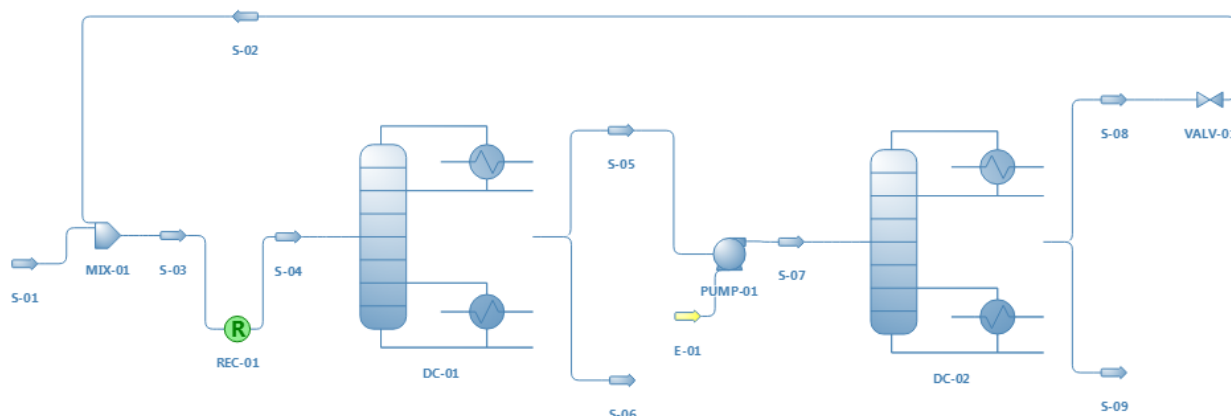 S-02
S-08
VALV-01
S-05
S-01
MIX-01
S-03
S-04
R
REC-01
PUMP-01
S-07
E-01
DC-01
S-06
DC-02
S-09